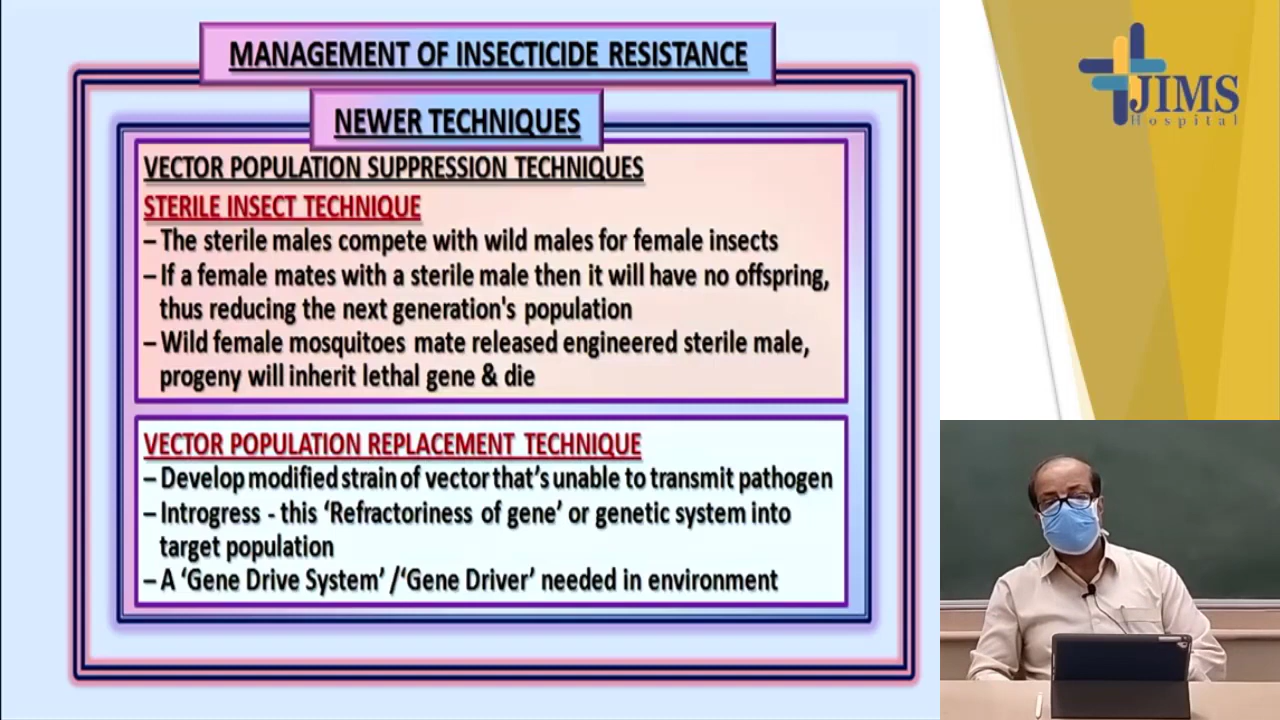 MANAGEMENT OF INSECTICIDE RESISTANCE
NEWER TECHNIQUES
VECTOR POPULATION SUPPRESSION TECHNIQUES
STERILE INSECT TECHNIQUE
– The sterile males compete with wild males for female insects
– If a female mates with a sterile male then it will have no offspring,
thus reducing the next generation's population
– Wild female mosquitoes mate released engineered sterile male,
progeny will inherit lethal gene & die
VECTOR POPULATION REPLACEMENT TECHNIQUE
– Develop modified strain of vector that's unable to transmit pathogen
– Introgress - this ‘Refractoriness of gene’ or genetic system into
target population
– A ‘Gene Drive System’ /‘Gene Driver’ needed in environment
JIMS
Hospital